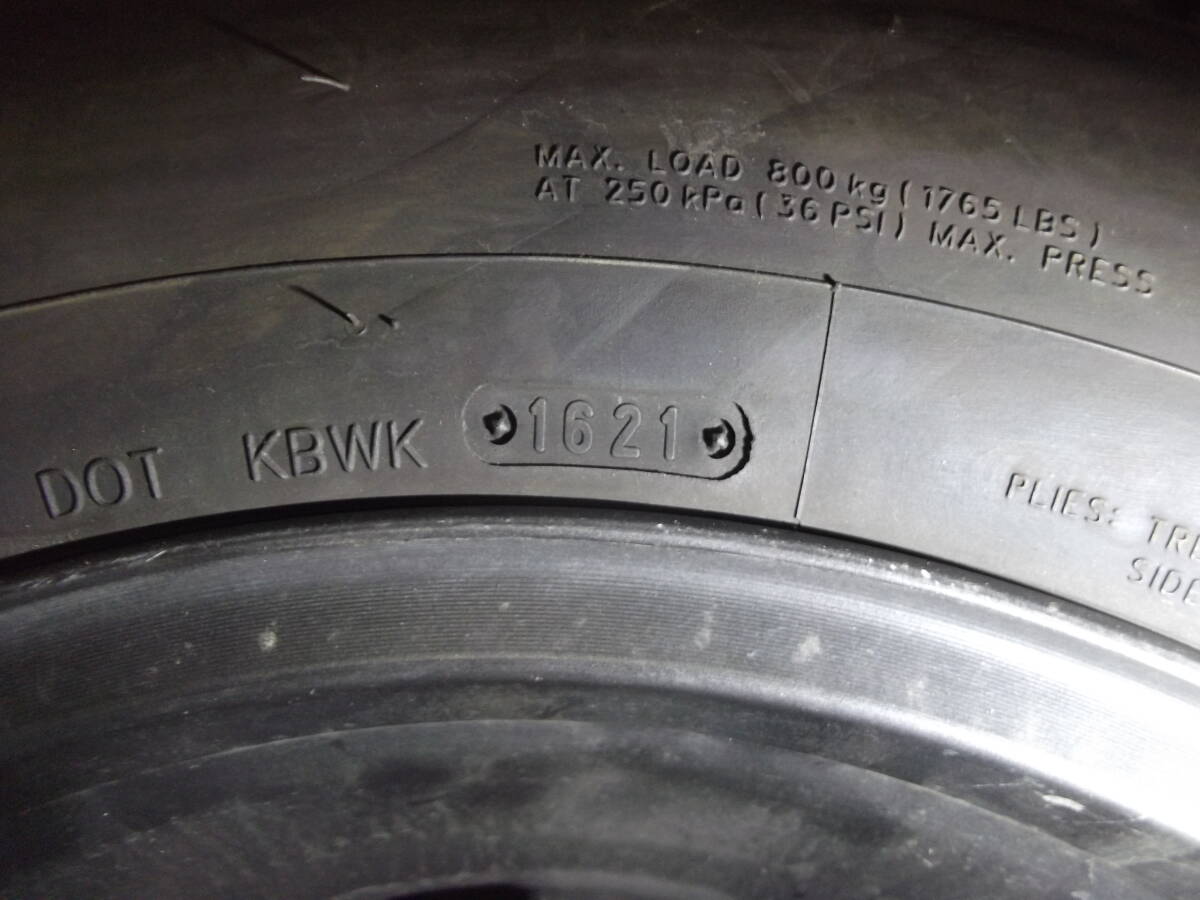 MAX. LOAD 800 kg (1765 LBS)
AT 250 kPa (36 PSI) MAX. PRESS
DOT KBWK 1621
PLIES: